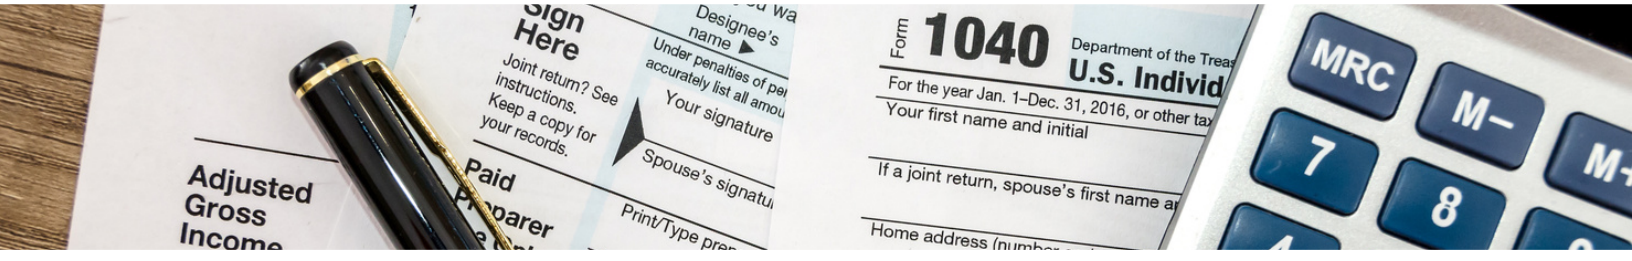 Adjusted
Gross
Income
Sign
Here
Joint return? See
instructions.
Keep a copy for
your records.
Paid
Preparer
Designee's
name ▶
Under penalties of
accurately list all
Your signature
Spouse's
Print/Type
Form 1040
Department of the
U.S.
For the year Jan. 1–Dec. 31, 2016, or other
Your first name and initial
If a joint return, spouse's first name
Home address
MRC
M–
M+
7
8